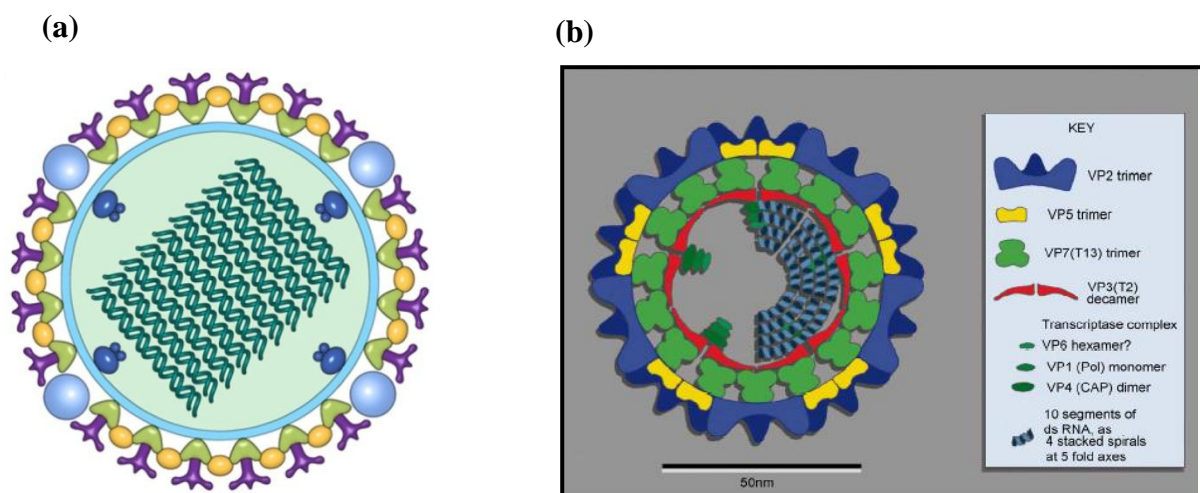 (a)
(b)
KEY
VP2 trimer
VP5 trimer
VP7(T13) trimer
VP3(T2)
decamer
Transcriptase complex
VP6 hexamer?
VP1 (Pol) monomer
VP4 (CAP) dimer
10 segments of
ds RNA, as
4 stacked spirals
at 5 fold axes
50nm